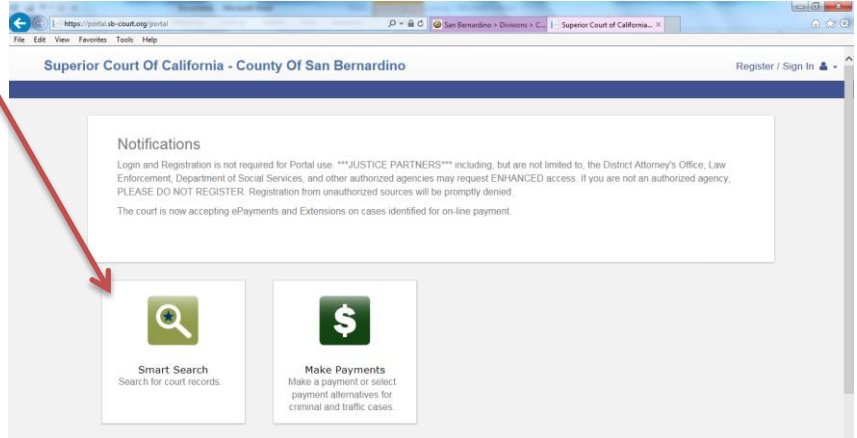 https://portal.sb-court.org/portal
San Bernardino > Divisions > C...
Superior Court of California...
File Edit View Favorites Tools Help
Superior Court Of California - County Of San Bernardino
Register / Sign In
Notifications
Login and Registration is not required for Portal use. ***JUSTICE PARTNERS*** including, but are not limited to, the District Attorney's Office, Law
Enforcement, Department of Social Services, and other authorized agencies may request ENHANCED access. If you are not an authorized agency,
PLEASE DO NOT REGISTER. Registration from unauthorized sources will be promptly denied.
The court is now accepting ePayments and Extensions on cases identified for on-line payment.
Smart Search
Search for court records.
Make Payments
Make a payment or select
payment alternatives for
criminal and traffic cases.